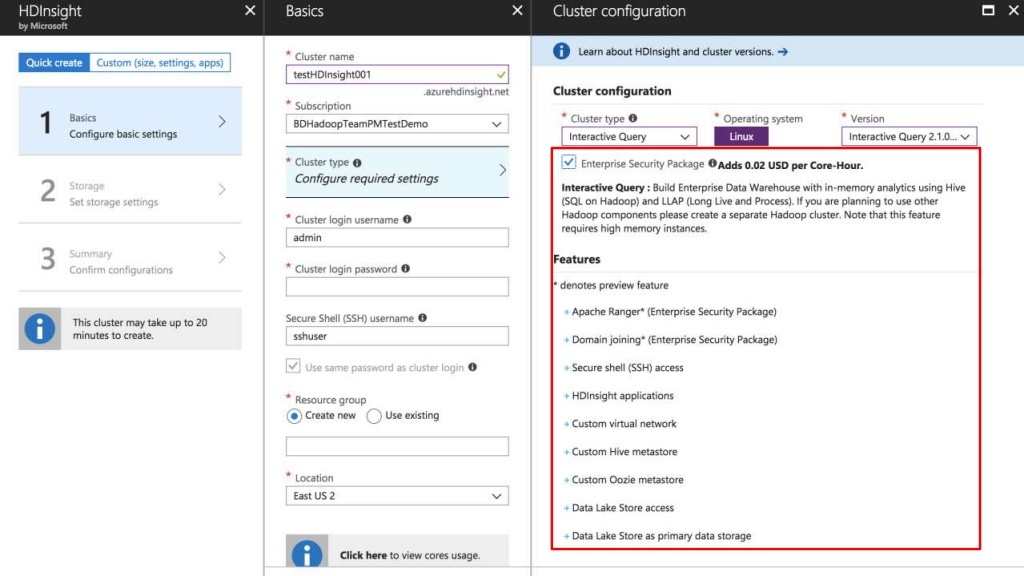 HDInsight
by Microsoft
Quick create
Custom (size, settings, apps)
1
Basics
Configure basic settings
2
Storage
Set storage settings
3
Summary
Confirm configurations
This cluster may take up to 20
minutes to create.
Basics
* Cluster name
testHDInsight001
.azurehdinsight.net
* Subscription
BDHadoopTeamPMTestDemo
* Cluster type
Configure required settings
* Cluster login username
admin
* Cluster login password
Secure Shell (SSH) username
sshuser
Use same password as cluster login
* Resource group
Create new
Use existing
* Location
East US 2
Click here to view cores usage.
Cluster configuration
Learn about HDInsight and cluster versions.
Cluster configuration
* Cluster type
* Operating system
* Version
Interactive Query
Linux
Interactive Query 2.1.0...
Enterprise Security Package Adds 0.02 USD per Core-Hour.
Interactive Query : Build Enterprise Data Warehouse with in-memory analytics using Hive
(SQL on Hadoop) and LLAP (Long Live and Process). If you are planning to use other
Hadoop components please create a separate Hadoop cluster. Note that this feature
requires high memory instances.
Features
* denotes preview feature
+ Apache Ranger* (Enterprise Security Package)
+ Domain joining* (Enterprise Security Package)
+ Secure shell (SSH) access
+ HDInsight applications
+ Custom virtual network
+ Custom Hive metastore
+ Custom Oozie metastore
+ Data Lake Store access
+ Data Lake Store as primary data storage